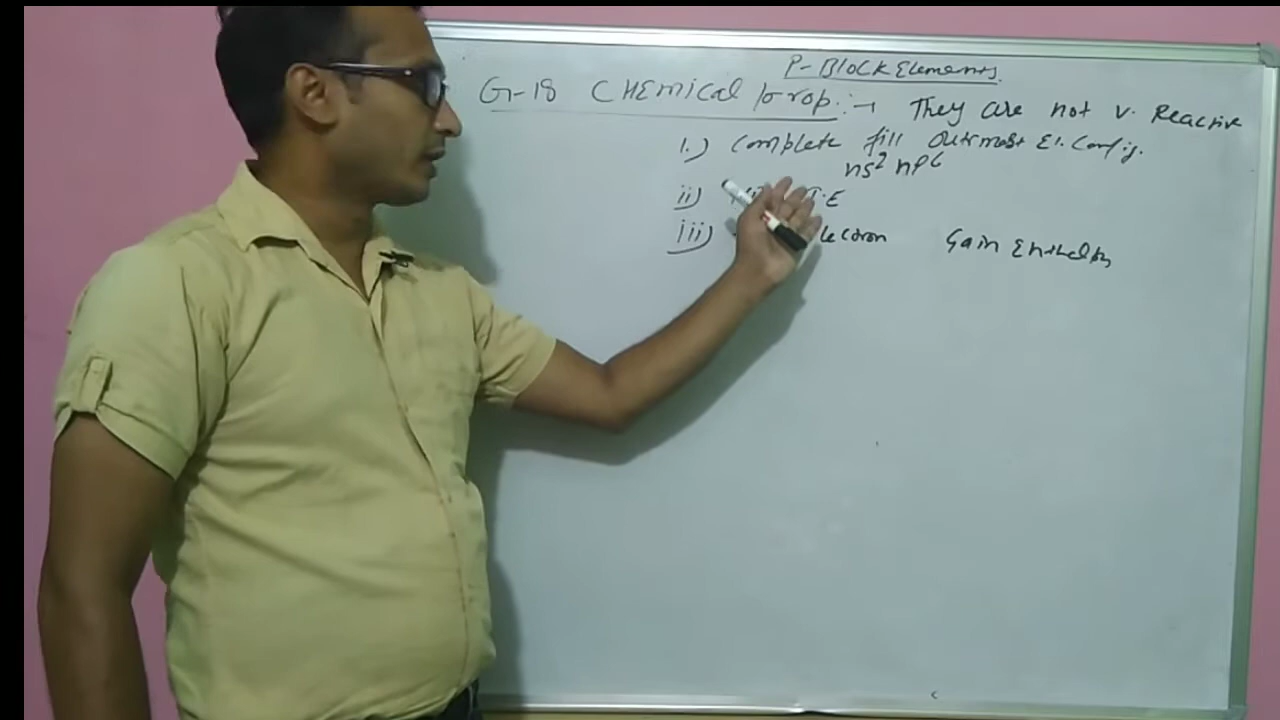 P-Block Elements.
G-18 CHEmical prop. :→ They are not v. Reactive
1.) Complete fill Outermost El. Config.
ns² np6
ii) I.E
iii) Gain Enthalpy